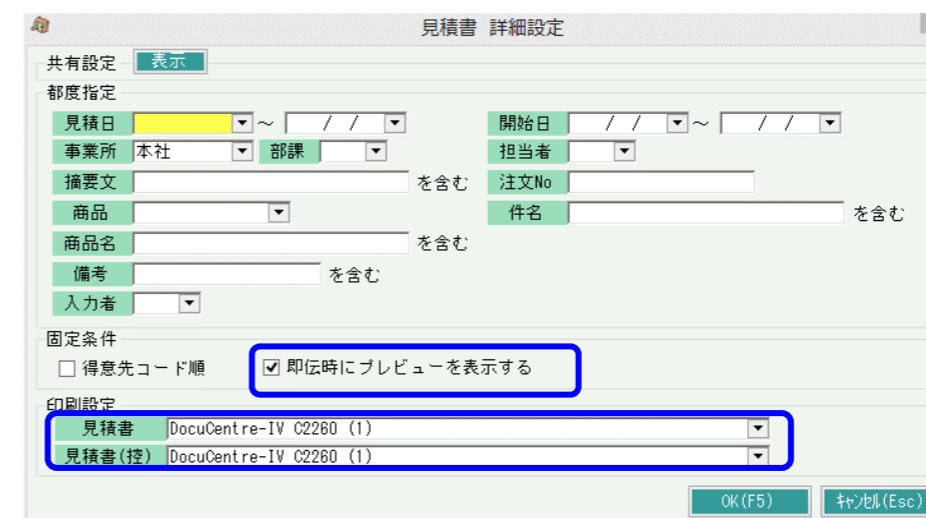 見積書 詳細設定
共有設定 表示
都度指定
見積日 ～ / / 開始日 / / ～ / /
事業所 本社 部課 担当者
摘要文 を含む 注文No
商品 件名 を含む
商品名 を含む
備考 を含む
入力者
固定条件
得意先コード順 即伝時にプレビューを表示する
印刷設定
見積書 DocuCentre-IV C2260 (1)
見積書(控) DocuCentre-IV C2260 (1)
OK(F5) ｷｬﾝｾﾙ(Esc)